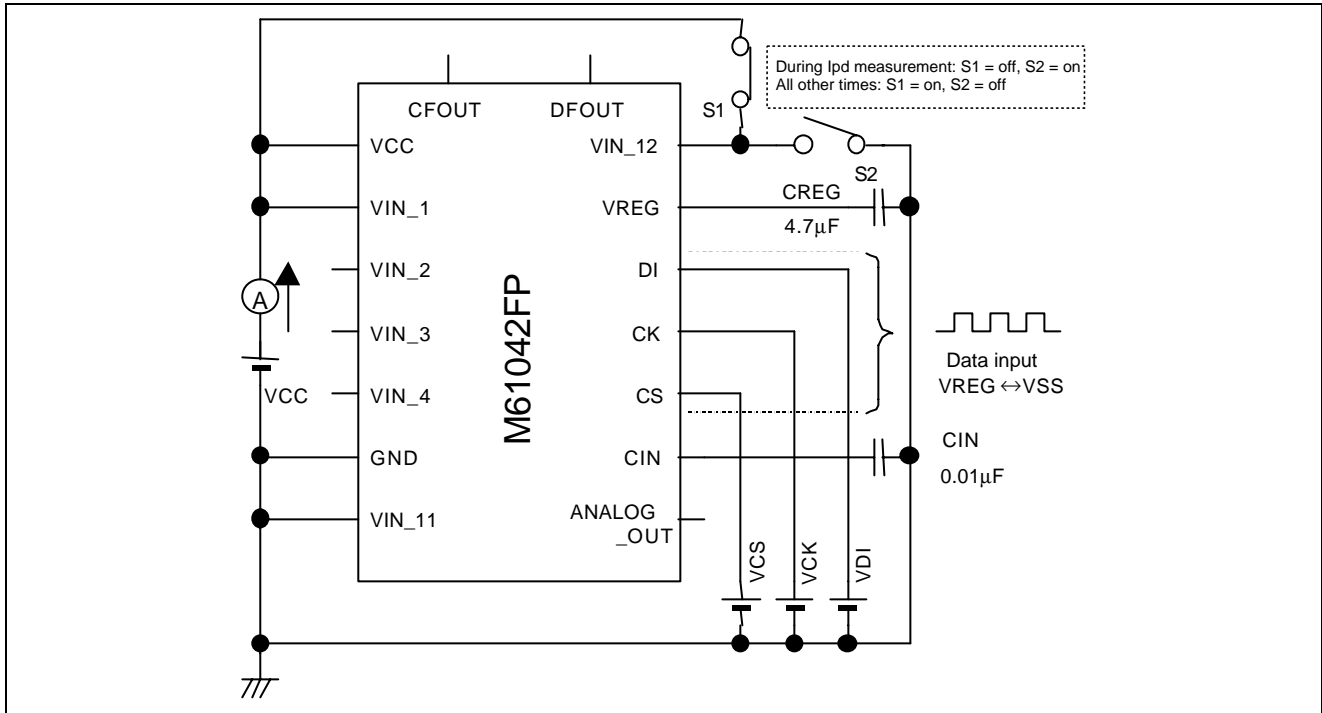 During Ipd measurement: S1 = off, S2 = on
All other times: S1 = on, S2 = off
CFOUT
DFOUT
S1
VCC
VIN_12
S2
VIN_1
VREG
CREG
4.7μF
VIN_2
DI
A
VIN_3
CK
M61042FP
Data input
VREG ↔VSS
VCC
VIN_4
CS
GND
CIN
CIN
0.01μF
VIN_11
ANALOG
_OUT
VCS
VCK
VDI